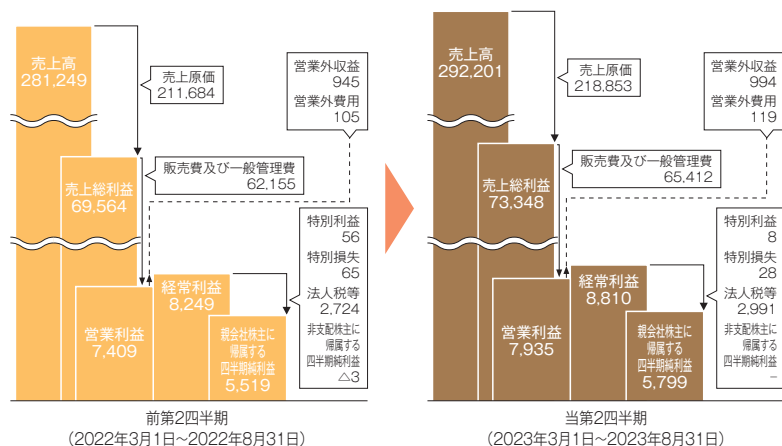 売上高
281,249
売上原価
211,684
営業外収益
945
営業外費用
105
売上総利益
69,564
販売費及び一般管理費
62,155
営業利益
7,409
経常利益
8,249
親会社株主に
帰属する
四半期純利益
5,519
特別利益
56
特別損失
65
法人税等
2,724
非支配株主に
帰属する
四半期純利益
△3
前第2四半期
（2022年3月1日～2022年8月31日）
売上高
292,201
売上原価
218,853
営業外収益
994
営業外費用
119
売上総利益
73,348
販売費及び一般管理費
65,412
営業利益
7,935
経常利益
8,810
親会社株主に
帰属する
四半期純利益
5,799
特別利益
8
特別損失
28
法人税等
2,991
非支配株主に
帰属する
四半期純利益
－
当第2四半期
（2023年3月1日～2023年8月31日）